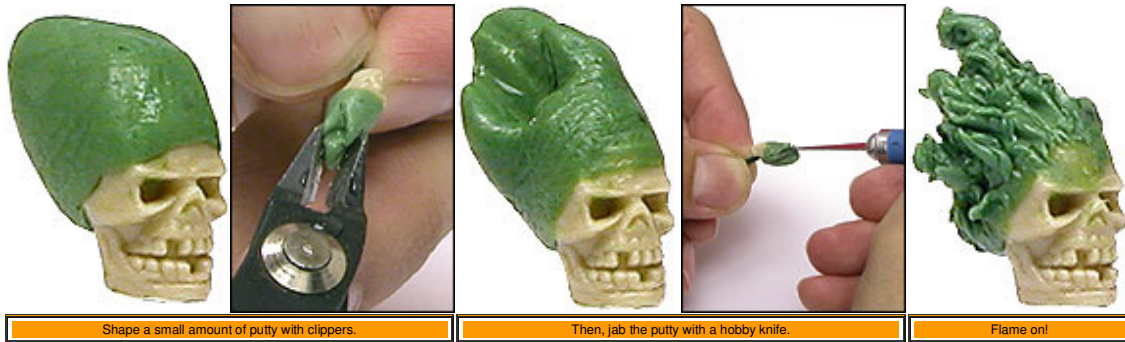 Shape a small amount of putty with clippers.
Then, jab the putty with a hobby knife.
Flame on!